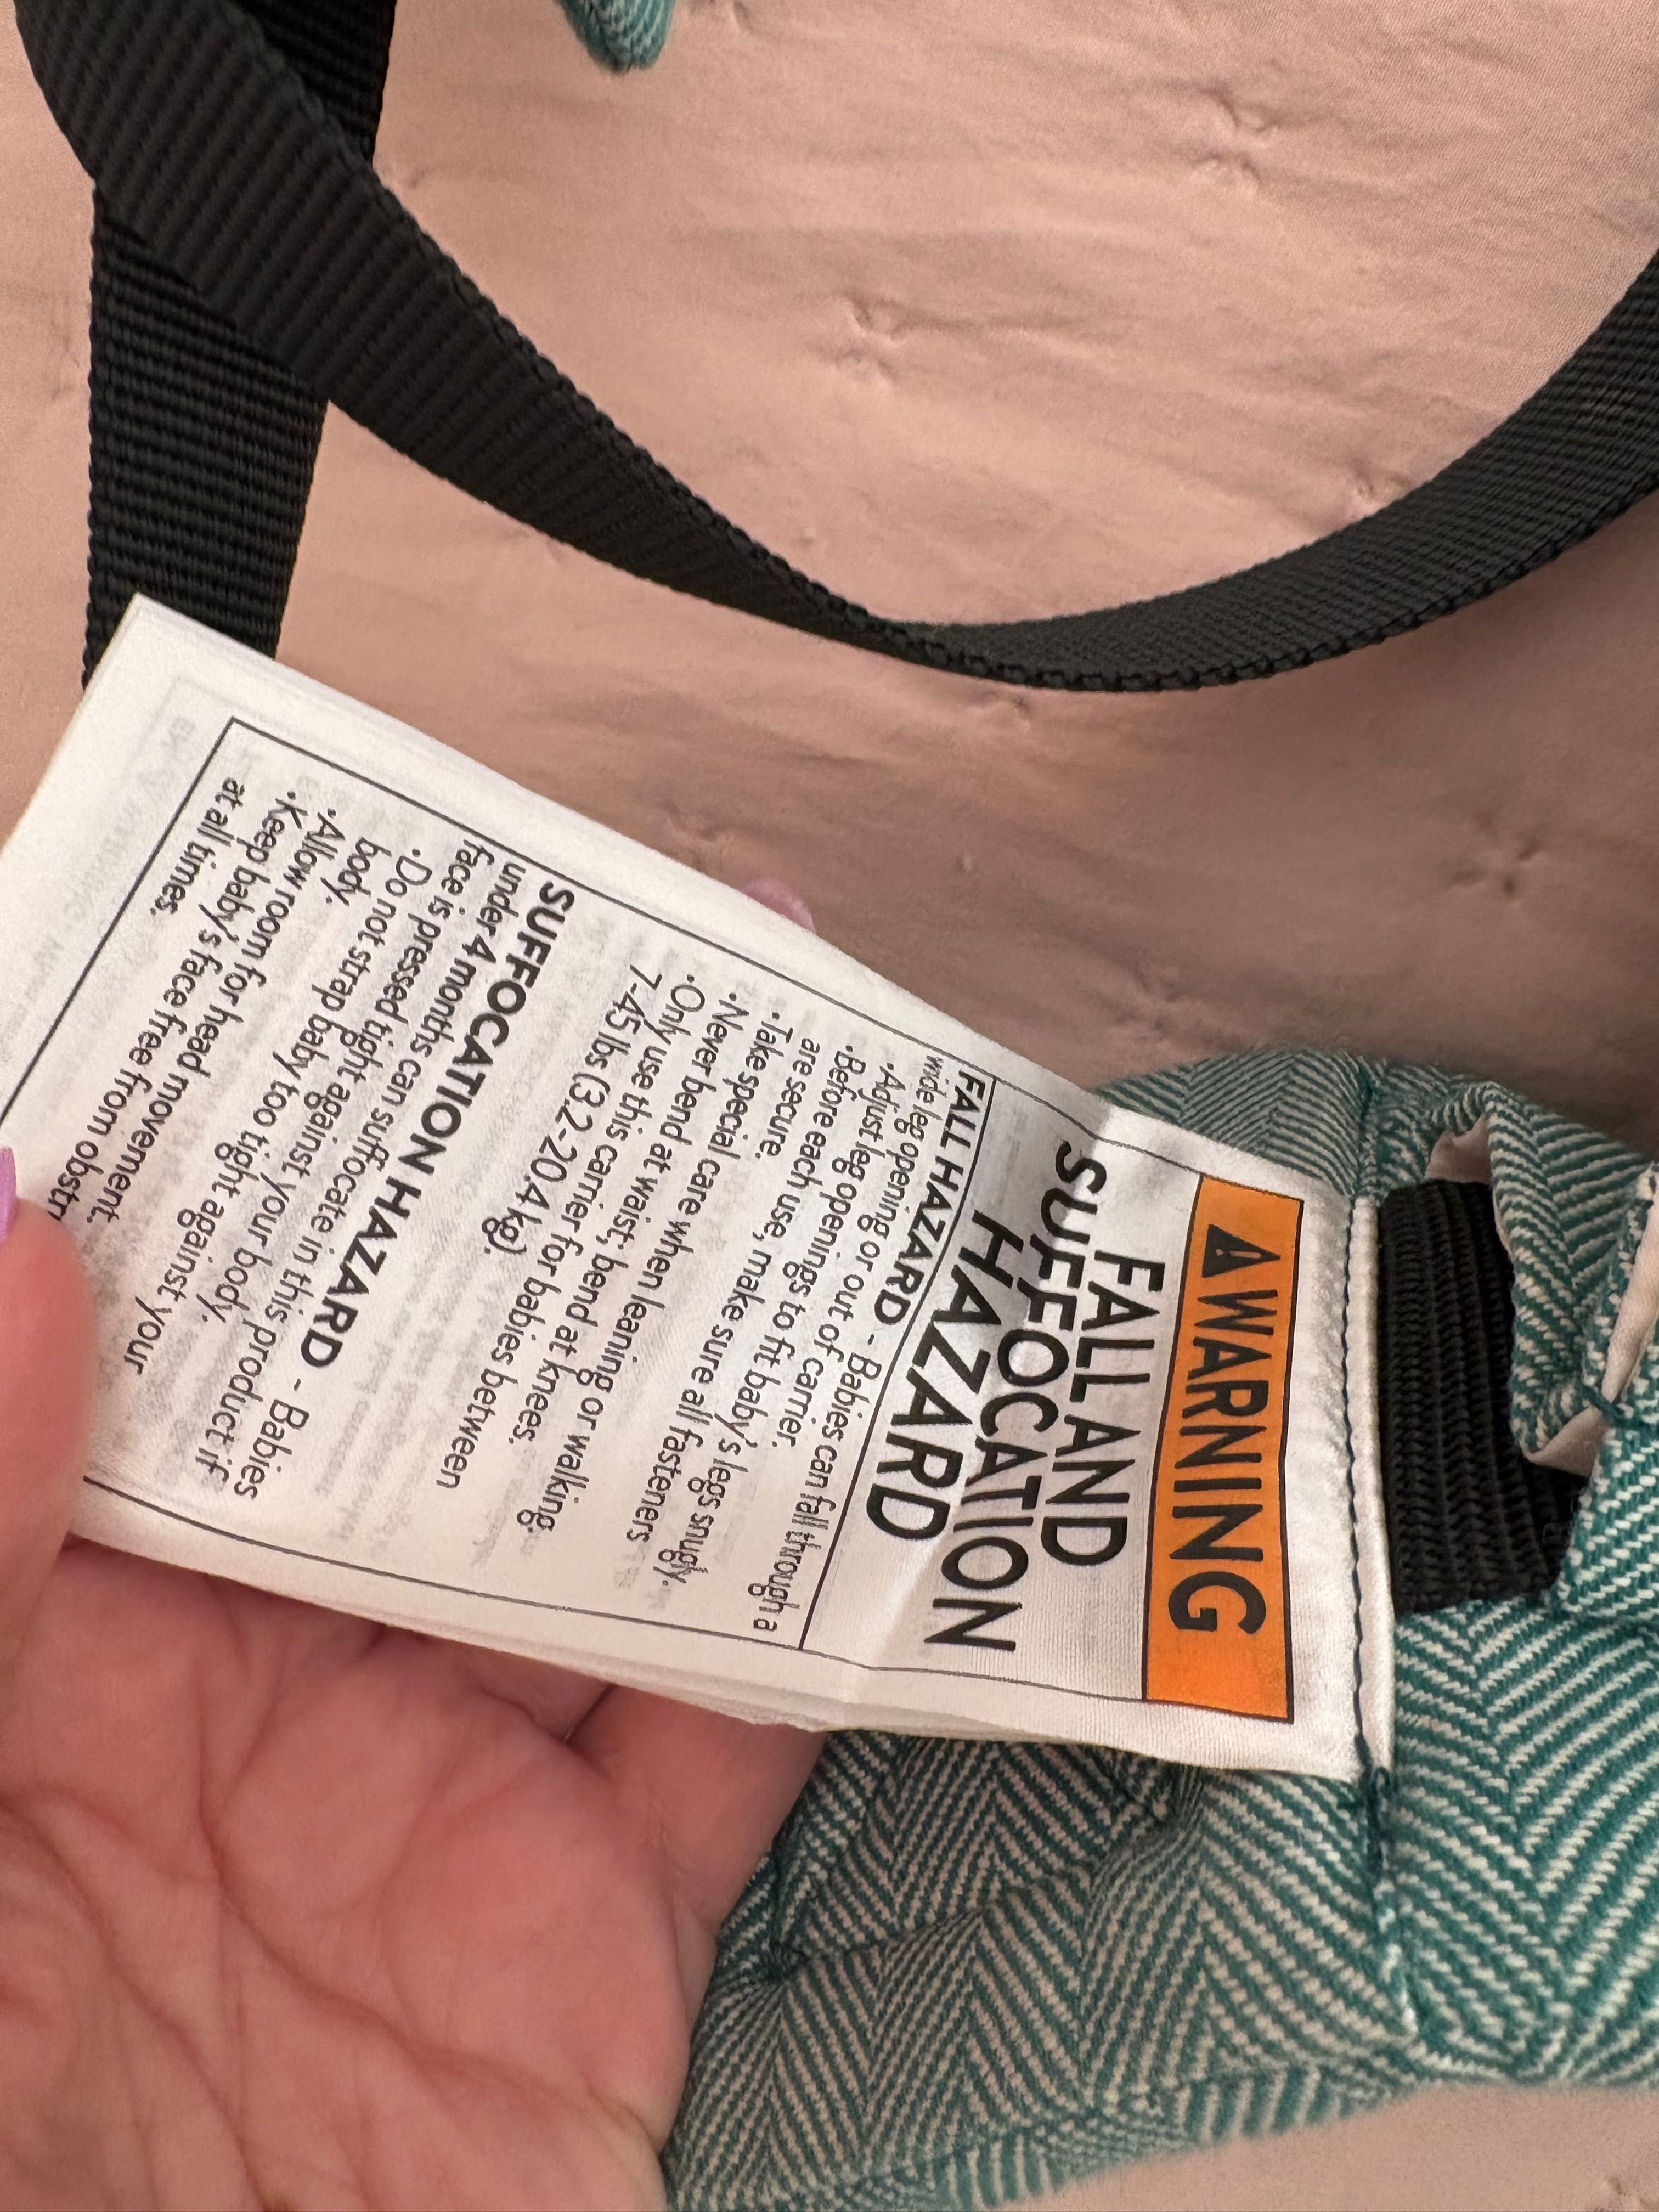 WARNING
FALL AND
SUFFOCATION
HAZARD
FALL HAZARD - Babies can fall through a
wide leg opening or out of carrier.
•Adjust leg openings to fit baby's legs snugly.
•Before each use, make sure all fasteners
are secure.
•Take special care when leaning or walking.
•Never bend at waist; bend at knees.
•Only use this carrier for babies between
7-45 lbs (3.2-20.4 kg).
SUFFOCATION HAZARD - Babies
under 4 months can suffocate in this product if
face is pressed tight against your body.
•Do not strap baby too tight against your
body.
•Allow room for head movement.
•Keep baby's face free from
at all times.